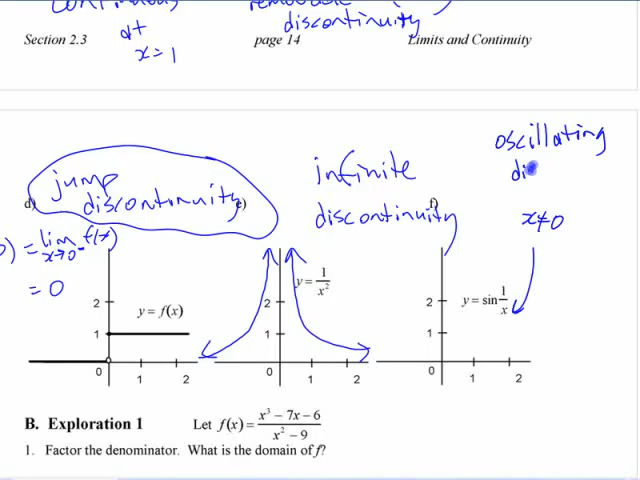 continuous
removable
at
discontinuity
x=1
Section 2.3 page 14 Limits and Continuity
oscillating
jump
infinite
di
d) discontinuity e)
discontinuity f)
x≠0
) = lim f(x)
x→0⁻
= 0
y = 1/x²
2 2 2
y = f(x) y = sin 1/x
1 1 1
0 1 2 0 1 2 0 1 2
B. Exploration 1 Let f(x) = (x³ − 7x − 6)/(x² − 9)
1. Factor the denominator. What is the domain of f?